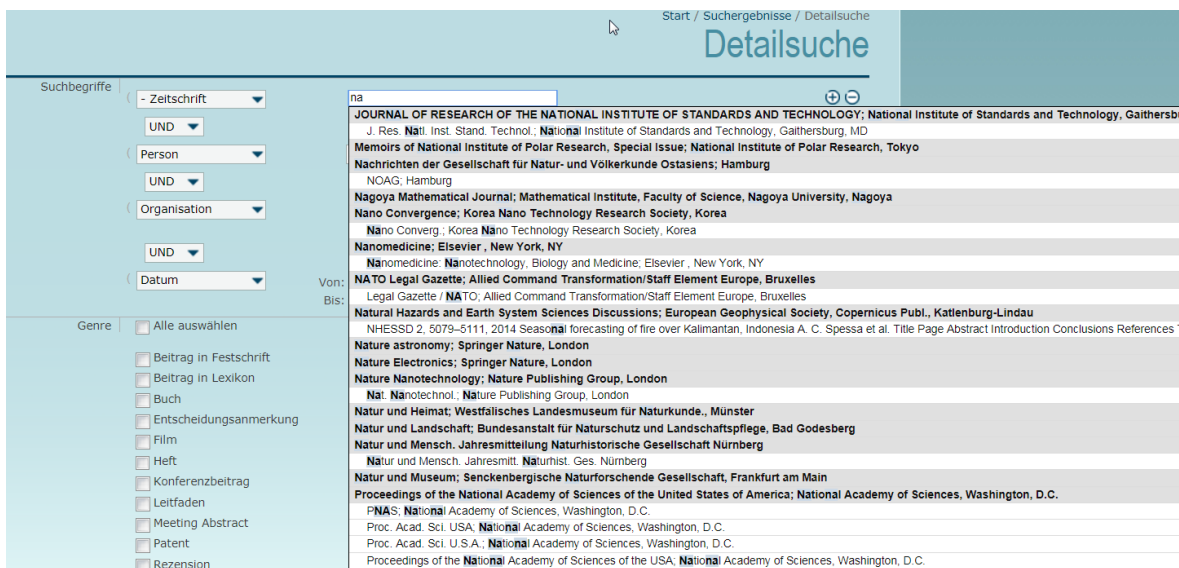 Start / Suchergebnisse / Detailsuche
Detailsuche
Suchbegriffe
( - Zeitschrift
na
JOURNAL OF RESEARCH OF THE NATIONAL INSTITUTE OF STANDARDS AND TECHNOLOGY; National Institute of Standards and Technology, Gaithersbu
UND
J. Res. Natl. Inst. Stand. Technol.; National Institute of Standards and Technology, Gaithersburg, MD
( Person
Memoirs of National Institute of Polar Research, Special Issue; National Institute of Polar Research, Tokyo
Nachrichten der Gesellschaft für Natur- und Völkerkunde Ostasiens; Hamburg
UND
NOAG; Hamburg
Nagoya Mathematical Journal; Mathematical Institute, Faculty of Science, Nagoya University, Nagoya
( Organisation
Nano Convergence; Korea Nano Technology Research Society, Korea
Nano Converg.; Korea Nano Technology Research Society, Korea
UND
Nanomedicine; Elsevier , New York, NY
Nanomedicine: Nanotechnology, Biology and Medicine; Elsevier , New York, NY
( Datum
Von:
NATO Legal Gazette; Allied Command Transformation/Staff Element Europe, Bruxelles
Bis:
Legal Gazette / NATO; Allied Command Transformation/Staff Element Europe, Bruxelles
Natural Hazards and Earth System Sciences Discussions; European Geophysical Society, Copernicus Publ., Katlenburg-Lindau
Genre
Alle auswählen
NHESSD 2, 5079–5111, 2014 Seasonal forecasting of fire over Kalimantan, Indonesia A. C. Spessa et al. Title Page Abstract Introduction Conclusions References
Nature astronomy; Springer Nature, London
Beitrag in Festschrift
Nature Electronics; Springer Nature, London
Beitrag in Lexikon
Nature Nanotechnology; Nature Publishing Group, London
Buch
Nat. Nanotechnol.; Nature Publishing Group, London
Entscheidungsanmerkung
Natur und Heimat; Westfälisches Landesmuseum für Naturkunde., Münster
Natur und Landschaft; Bundesanstalt für Naturschutz und Landschaftspflege, Bad Godesberg
Film
Natur und Mensch. Jahresmitteilung Naturhistorische Gesellschaft Nürnberg
Heft
Natur und Mensch. Jahresmitt. Naturhist. Ges. Nürnberg
Konferenzbeitrag
Natur und Museum; Senckenbergische Naturforschende Gesellschaft, Frankfurt am Main
Proceedings of the National Academy of Sciences of the United States of America; National Academy of Sciences, Washington, D.C.
Leitfaden
PNAS; National Academy of Sciences, Washington, D.C.
Meeting Abstract
Proc. Acad. Sci. USA; National Academy of Sciences, Washington, D.C.
Patent
Proc. Acad. Sci. U.S.A.; National Academy of Sciences, Washington, D.C.
Rezension
Proceedings of the National Academy of Sciences of the USA; National Academy of Sciences, Washington, D.C.